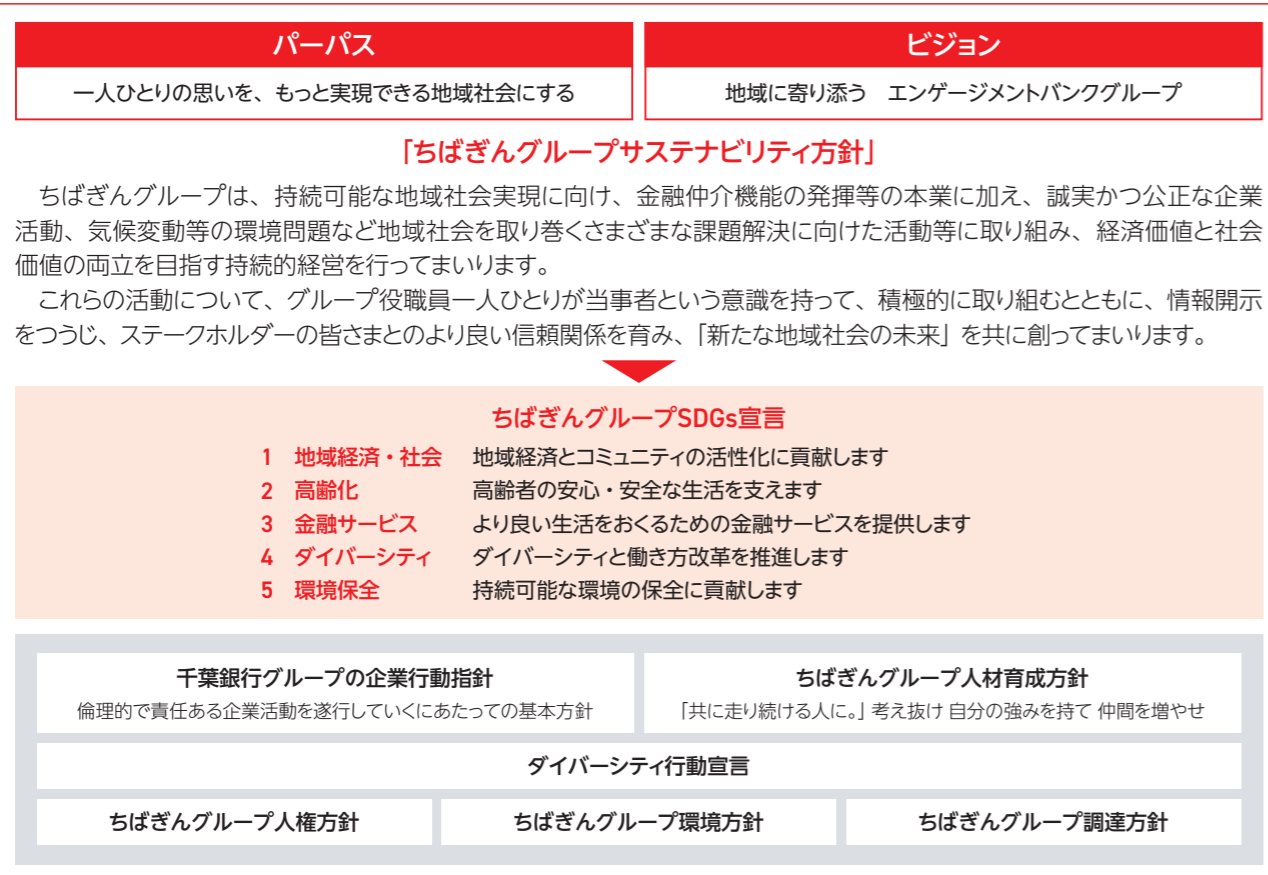 パーパス
一人ひとりの思いを、もっと実現できる地域社会にする
ビジョン
地域に寄り添う　エンゲージメントバンクグループ
「ちばぎんグループサステナビリティ方針」
　ちばぎんグループは、持続可能な地域社会実現に向け、金融仲介機能の発揮等の本業に加え、誠実かつ公正な企業
活動、気候変動等の環境問題など地域社会を取り巻くさまざまな課題解決に向けた活動等に取り組み、経済価値と社会
価値の両立を目指す持続的経営を行ってまいります。
　これらの活動について、グループ役職員一人ひとりが当事者という意識を持って、積極的に取り組むとともに、情報開示
をつうじ、ステークホルダーの皆さまとのより良い信頼関係を育み、「新たな地域社会の未来」を共に創ってまいります。
ちばぎんグループSDGs宣言
1　地域経済・社会　地域経済とコミュニティの活性化に貢献します
2　高齢化　高齢者の安心・安全な生活を支えます
3　金融サービス　より良い生活をおくるための金融サービスを提供します
4　ダイバーシティ　ダイバーシティと働き方改革を推進します
5　環境保全　持続可能な環境の保全に貢献します
千葉銀行グループの企業行動指針
倫理的で責任ある企業活動を遂行していくにあたっての基本方針
ちばぎんグループ人材育成方針
「共に走り続ける人に。」考え抜け 自分の強みを持て 仲間を増やせ
ダイバーシティ行動宣言
ちばぎんグループ人権方針
ちばぎんグループ環境方針
ちばぎんグループ調達方針